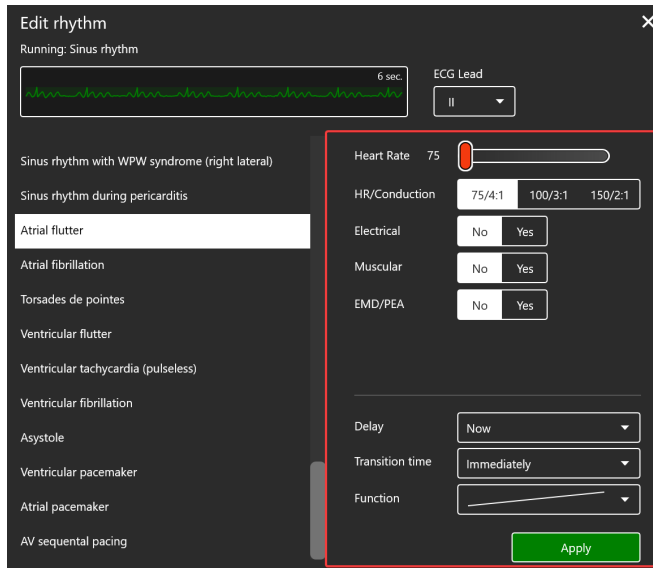 Edit rhythm
Running: Sinus rhythm
6 sec.
ECG Lead
II
Sinus rhythm with WPW syndrome (right lateral)
Sinus rhythm during pericarditis
Atrial flutter
Atrial fibrillation
Torsades de pointes
Ventricular flutter
Ventricular tachycardia (pulseless)
Ventricular fibrillation
Asystole
Ventricular pacemaker
Atrial pacemaker
AV sequental pacing
Heart Rate 75
HR/Conduction 75/4:1 100/3:1 150/2:1
Electrical No Yes
Muscular No Yes
EMD/PEA No Yes
Delay Now
Transition time Immediately
Function
Apply